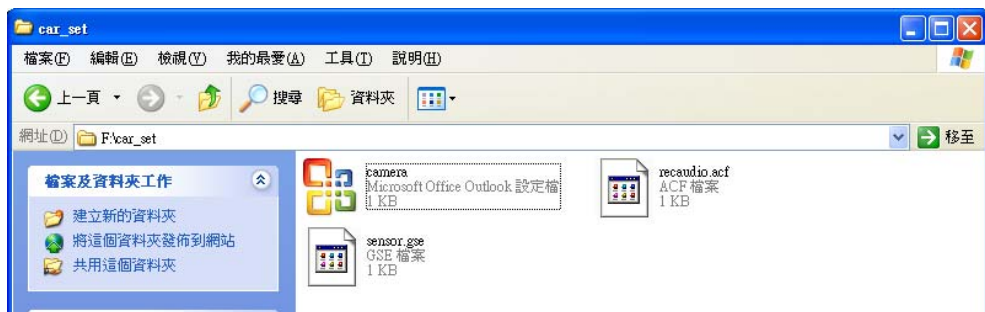 car_set
檔案(F) 編輯(E) 檢視(V) 我的最愛(A) 工具(T) 說明(H)
上一頁 搜尋 資料夾
網址(D) F:\car_set 移至
檔案及資料夾工作
建立新的資料夾
將這個資料夾發佈到網站
共用這個資料夾
camera
Microsoft Office Outlook 設定檔
1 KB
recaudio.acf
ACF 檔案
1 KB
sensor.gse
GSE 檔案
1 KB